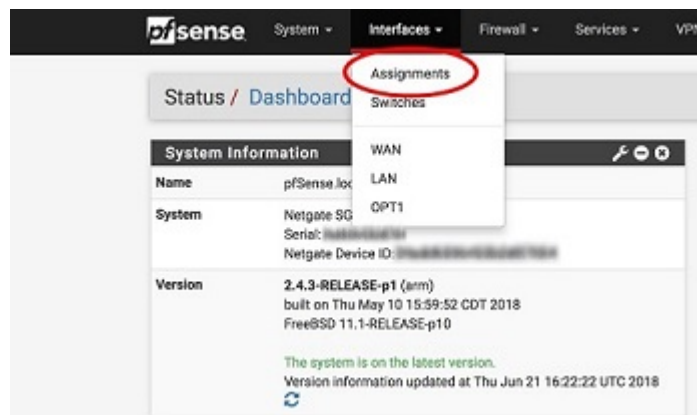 pfsense System Interfaces Firewall Services VPN
Assignments
Status / Dashboard
Switches
System Information
WAN
Name
pfSense.loc
LAN
System
Netgate SG
OPT1
Serial:
Netgate Device ID:
Version
2.4.3-RELEASE-p1 (arm)
built on Thu May 10 15:59:52 CDT 2018
FreeBSD 11.1-RELEASE-p10
The system is on the latest version.
Version information updated at Thu Jun 21 16:22:22 UTC 2018